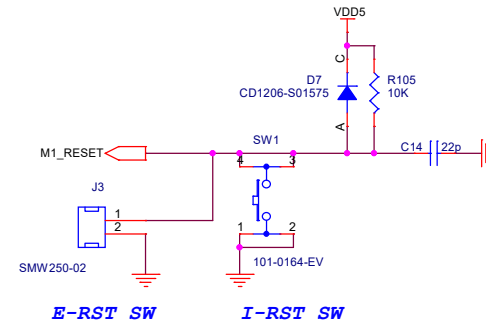 VDD5
C
D7
R105
CD1206-S01575
10K
A
SW1
C14
22p
M1_RESET
4
3
J3
1
2
1
2
SMW250-02
101-0164-EV
E-RST SW
I-RST SW